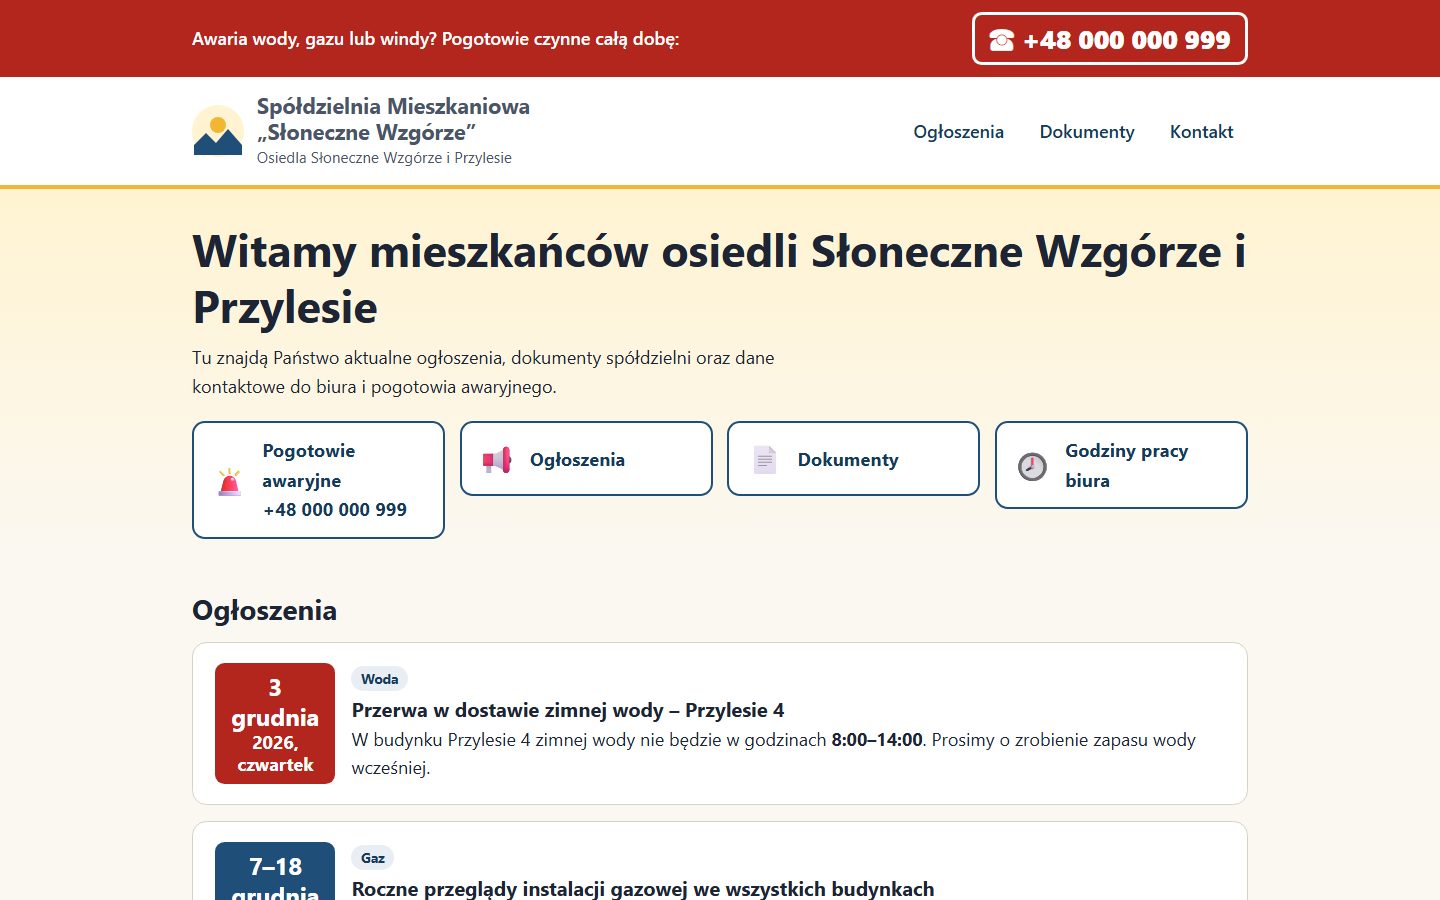 Awaria wody, gazu lub windy? Pogotowie czynne całą dobę:
☎ +48 000 000 999
Spółdzielnia Mieszkaniowa
„Słoneczne Wzgórze”
Osiedla Słoneczne Wzgórze i Przylesie
Ogłoszenia
Dokumenty
Kontakt
Witamy mieszkańców osiedli Słoneczne Wzgórze i
Przylesie
Tu znajdą Państwo aktualne ogłoszenia, dokumenty spółdzielni oraz dane
kontaktowe do biura i pogotowia awaryjnego.
Pogotowie
awaryjne
+48 000 000 999
Ogłoszenia
Dokumenty
Godziny pracy
biura
Ogłoszenia
3
grudnia
2026,
czwartek
Woda
Przerwa w dostawie zimnej wody – Przylesie 4
W budynku Przylesie 4 zimnej wody nie będzie w godzinach 8:00–14:00. Prosimy o zrobienie zapasu wody
wcześniej.
7–18
grudnia
Gaz
Roczne przeglądy instalacji gazowej we wszystkich budynkach